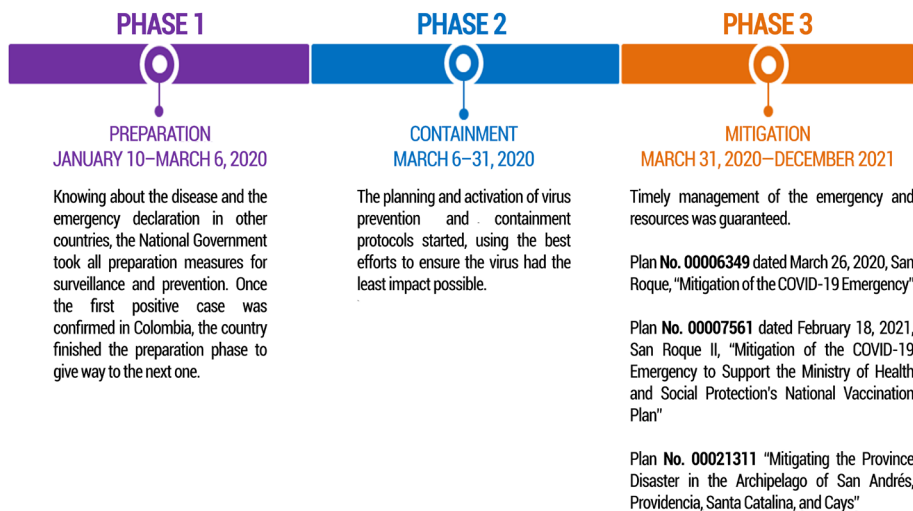 PHASE 1
PREPARATION
JANUARY 10–MARCH 6, 2020
Knowing about the disease and the
emergency declaration in other
countries, the National Government
took all preparation measures for
surveillance and prevention. Once
the first positive case was
confirmed in Colombia, the country
finished the preparation phase to
give way to the next one.
PHASE 2
CONTAINMENT
MARCH 6–31, 2020
The planning and activation of virus
prevention and containment
protocols started, using the best
efforts to ensure the virus had the
least impact possible.
PHASE 3
MITIGATION
MARCH 31, 2020–DECEMBER 2021
Timely management of the emergency and
resources was guaranteed.
Plan No. 00006349 dated March 26, 2020, San
Roque, “Mitigation of the COVID-19 Emergency”
Plan No. 00007561 dated February 18, 2021,
San Roque II, “Mitigation of the COVID-19
Emergency to Support the Ministry of Health
and Social Protection’s National Vaccination
Plan”
Plan No. 00021311 “Mitigating the Province
Disaster in the Archipelago of San Andrés,
Providencia, Santa Catalina, and Cays”